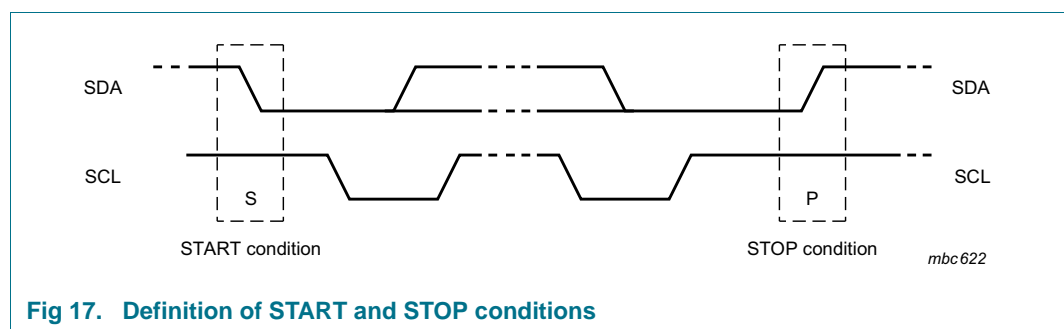 SDA SDA
SCL SCL
S P
START condition STOP condition
mbc622
Fig 17. Definition of START and STOP conditions